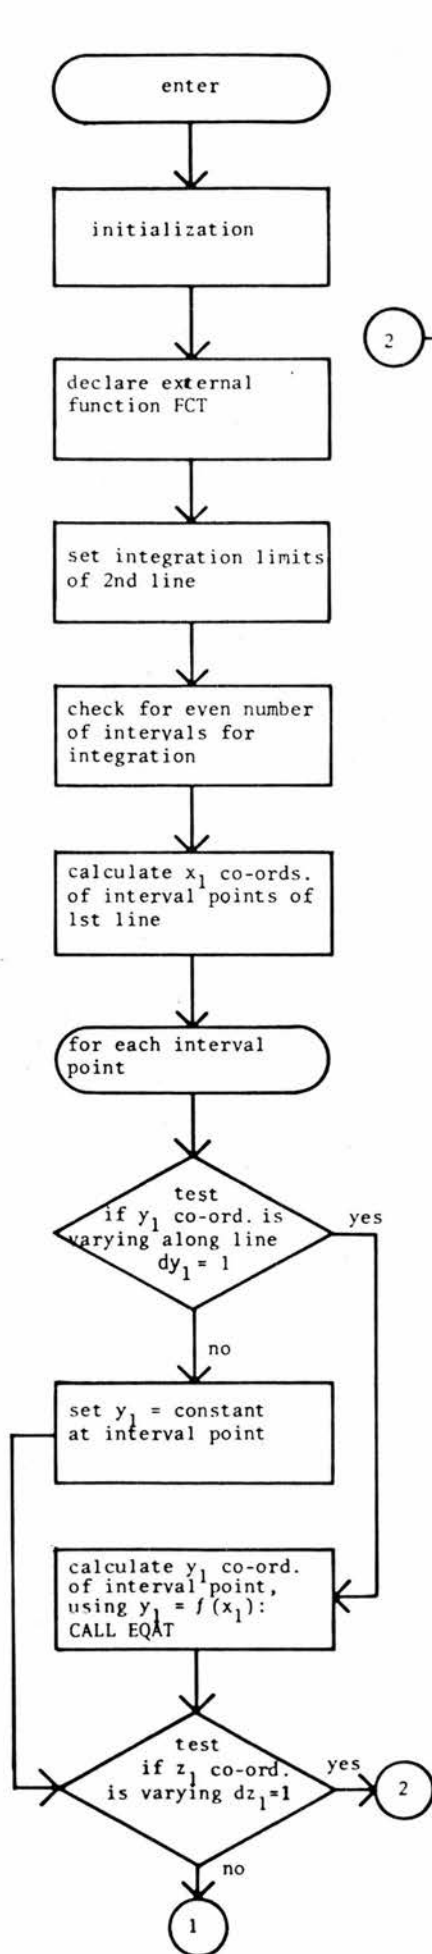 enter
initialization
2
declare external
function FCT
set integration limits
of 2nd line
check for even number
of intervals for
integration
calculate x₁ co-ords.
of interval points of
1st line
for each interval
point
test
if y₁ co-ord. is
varying along line
dy₁ = 1
yes
no
set y₁ = constant
at interval point
calculate y₁ co-ord.
of interval point,
using y₁ = f(x₁):
CALL EQAT
test
if z₁ co-ord.
is varying dz₁=1
yes
2
no
1